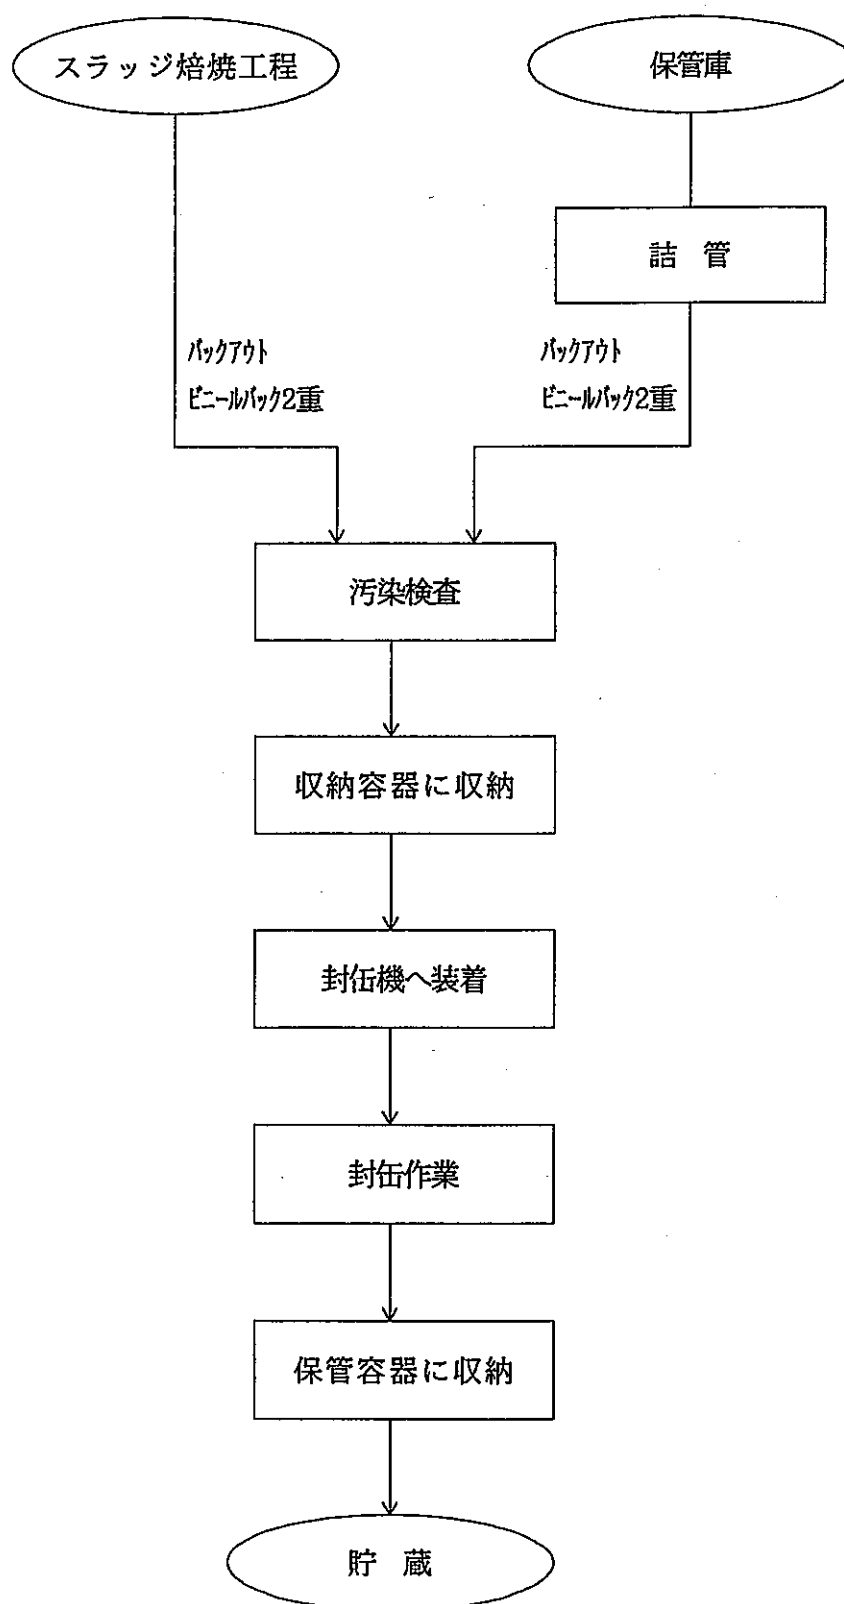 スラッジ焙焼工程
保管庫
詰 管
バックアウト
ビニールバック2重
バックアウト
ビニールバック2重
汚染検査
収納容器に収納
封缶機へ装着
封缶作業
保管容器に収納
貯 蔵